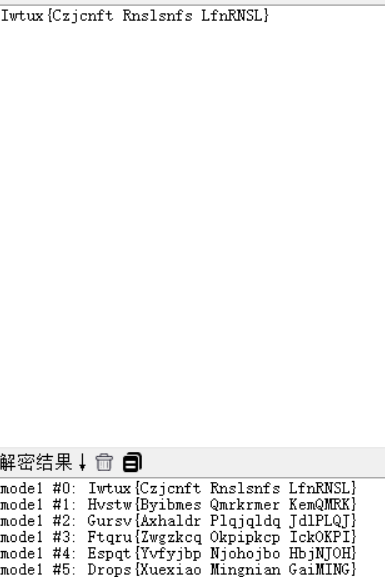 Iwtux{Czjcnft Rnslsnfs LfnRNSL}
解密结果↓
model #0: Iwtux{Czjcnft Rnslsnfs LfnRNSL}
model #1: Hvstw{Byibmes Qmrkrmer KemQMRK}
model #2: Gursv{Axhaldr Plqjqldq JdlPLQJ}
model #3: Ftqru{Zwgzkcq Okpipkcp IckOKPI}
model #4: Espqt{Yvfyjbp Njohojbo HbjNJOH}
model #5: Drops{Xuexiao Mingnian GaiMING}